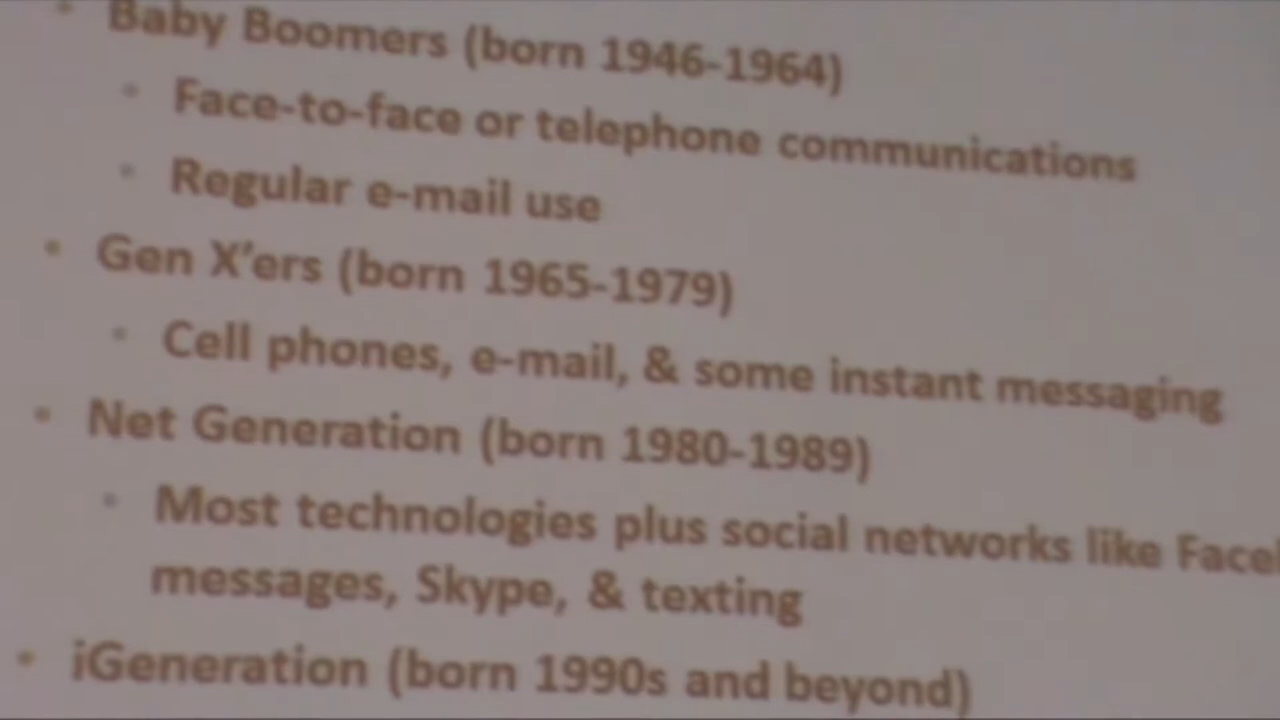 Baby Boomers (born 1946-1964)
Face-to-face or telephone communications
Regular e-mail use
Gen X'ers (born 1965-1979)
Cell phones, e-mail, & some instant messaging
Net Generation (born 1980-1989)
Most technologies plus social networks like
messages, Skype, & texting
iGeneration (born 1990s and beyond)